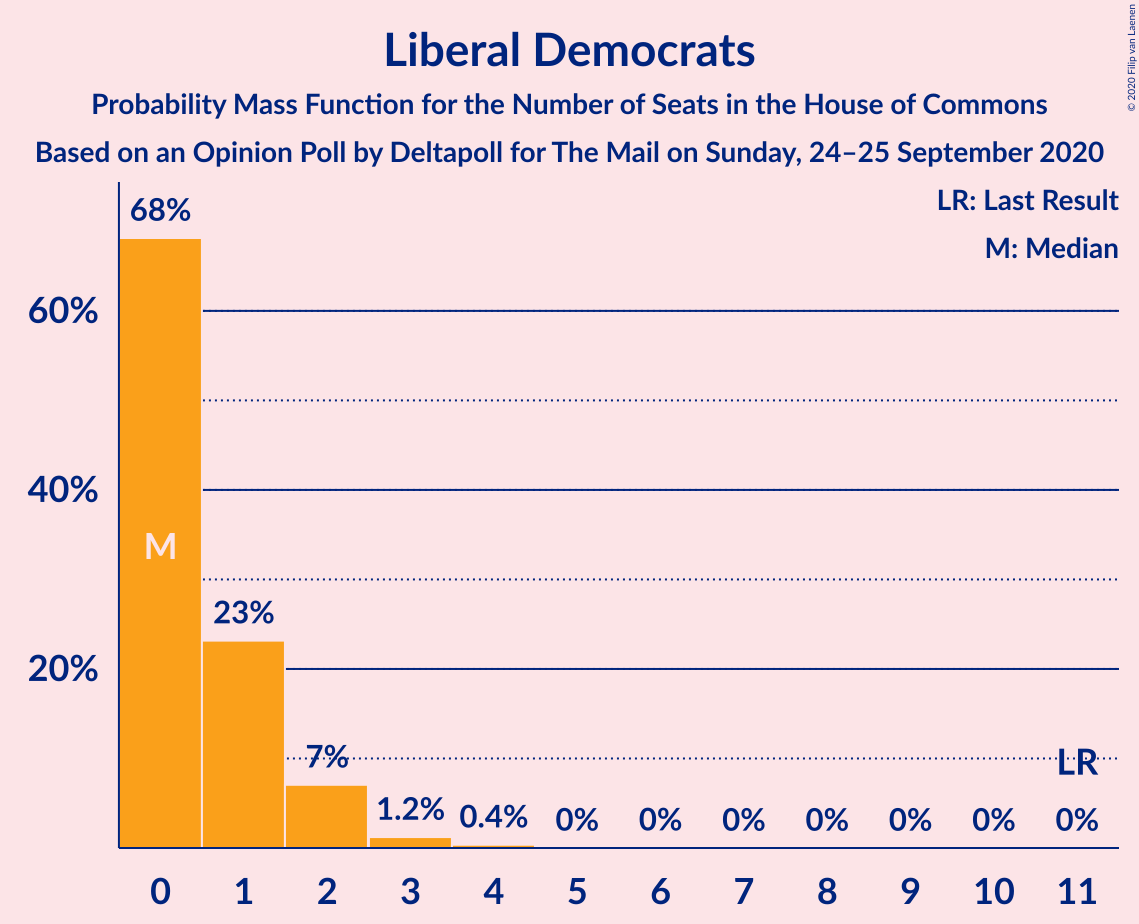 Liberal Democrats
Probability Mass Function for the Number of Seats in the House of Commons
Based on an Opinion Poll by Deltapoll for The Mail on Sunday, 24–25 September 2020
© 2020 Filip van Laenen
LR: Last Result
M: Median
68%
60%
40%
M
23%
20%
7%
LR
1.2%
0.4%
0%
0%
0%
0%
0%
0%
0%
0 1 2 3 4 5 6 7 8 9 10 11